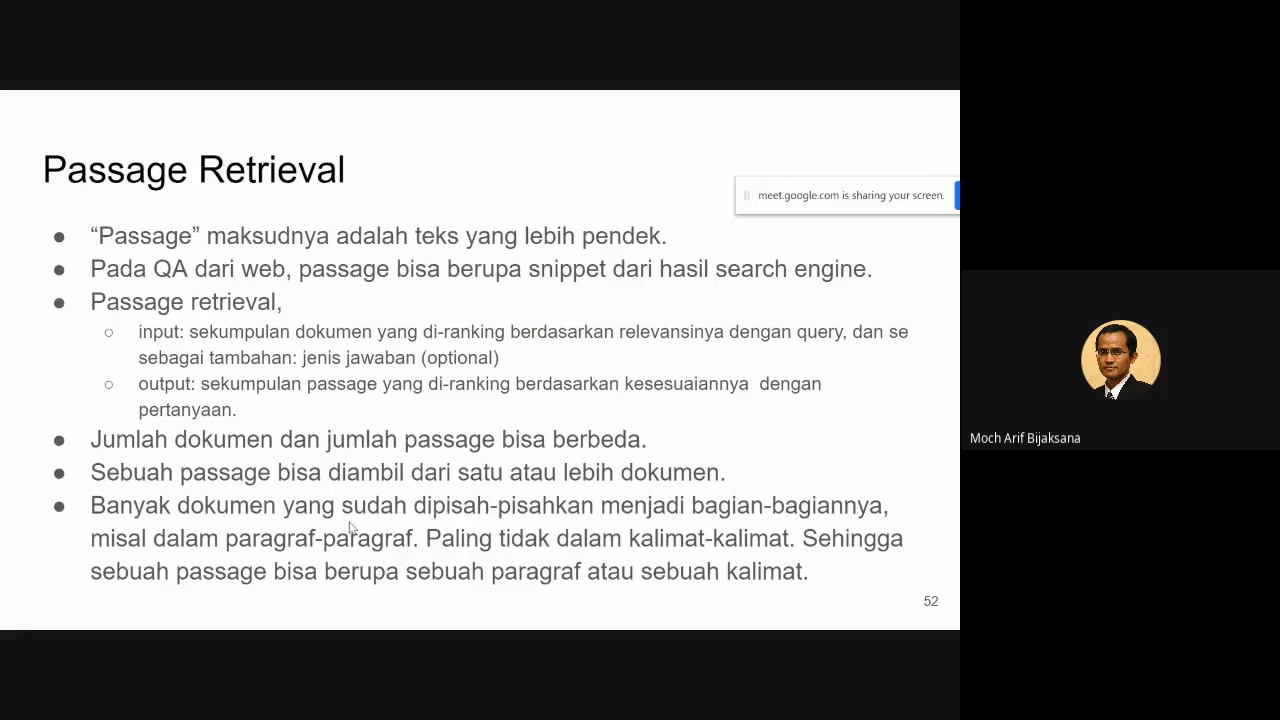 Passage Retrieval
meet.google.com is sharing your screen.
● “Passage” maksudnya adalah teks yang lebih pendek.
● Pada QA dari web, passage bisa berupa snippet dari hasil search engine.
● Passage retrieval,
○ input: sekumpulan dokumen yang di-ranking berdasarkan relevansinya dengan query, dan se
sebagai tambahan: jenis jawaban (optional)
○ output: sekumpulan passage yang di-ranking berdasarkan kesesuaiannya dengan
pertanyaan.
● Jumlah dokumen dan jumlah passage bisa berbeda.
● Sebuah passage bisa diambil dari satu atau lebih dokumen.
● Banyak dokumen yang sudah dipisah-pisahkan menjadi bagian-bagiannya,
misal dalam paragraf-paragraf. Paling tidak dalam kalimat-kalimat. Sehingga
sebuah passage bisa berupa sebuah paragraf atau sebuah kalimat.
52
Moch Arif Bijaksana